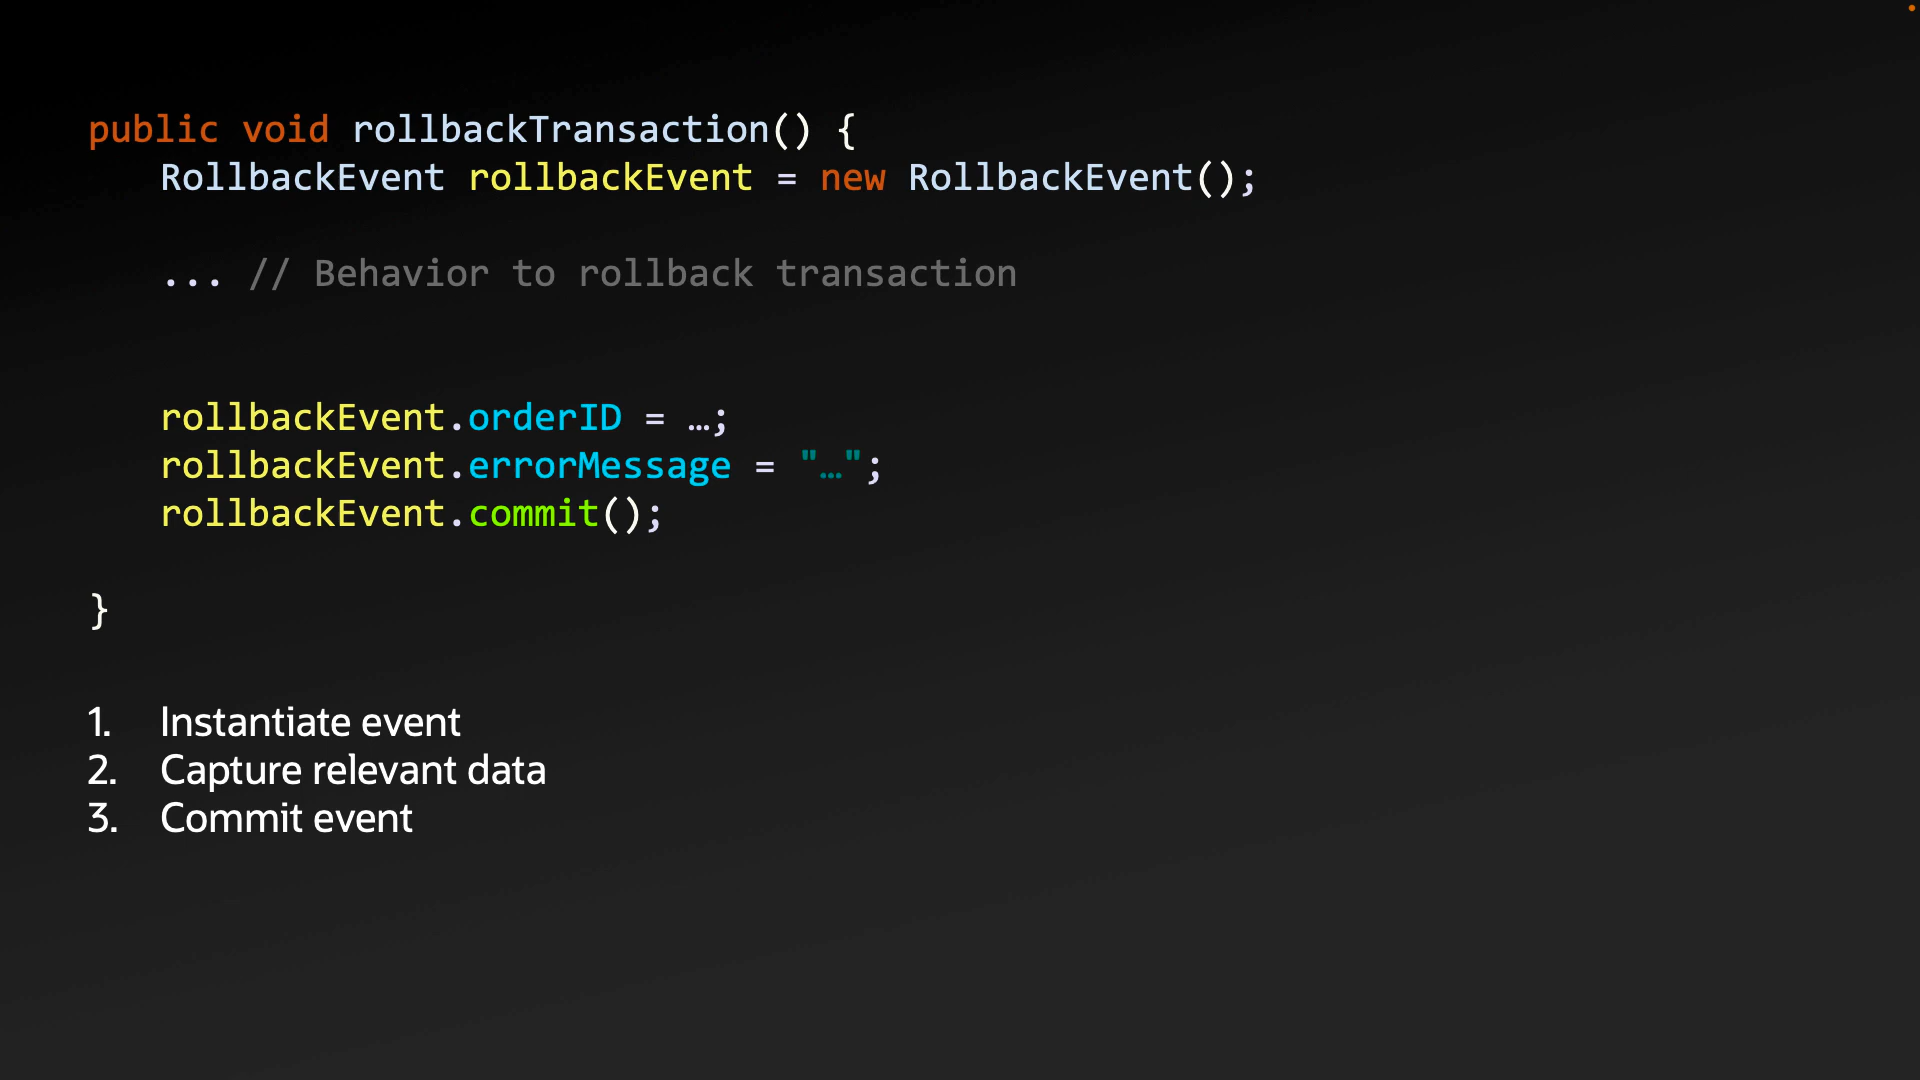 public void rollbackTransaction() {
RollbackEvent rollbackEvent = new RollbackEvent();
... // Behavior to rollback transaction
rollbackEvent.orderID = …;
rollbackEvent.errorMessage = "…";
rollbackEvent.commit();
}
1. Instantiate event
2. Capture relevant data
3. Commit event